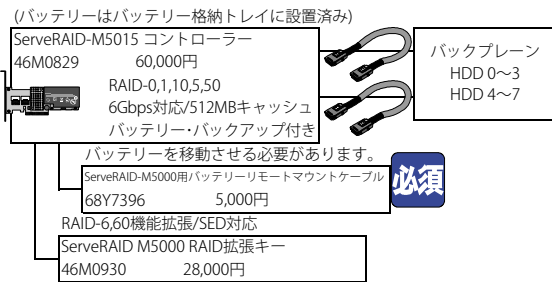 (バッテリーはバッテリー格納トレイに設置済み)
ServeRAID-M5015 コントローラー
46M0829 60,000円
RAID-0,1,10,5,50
6Gbps対応/512MBキャッシュ
バッテリー・バックアップ付き
バックプレーン
HDD 0〜3
HDD 4〜7
バッテリーを移動させる必要があります。
ServeRAID-M5000用バッテリーリモートマウントケーブル
68Y7396 5,000円
必須
RAID-6,60機能拡張/SED対応
ServeRAID M5000 RAID拡張キー
46M0930 28,000円